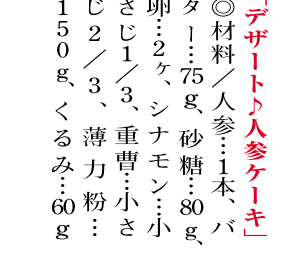 「デザート♪人参ケーキ」
◎材料／人参…1本、バ
ター…75g、砂糖…80g、
卵…2ヶ、シナモン…小
さじ1／3、重曹…小さ
じ2／3、薄力粉…
150g、くるみ…60g